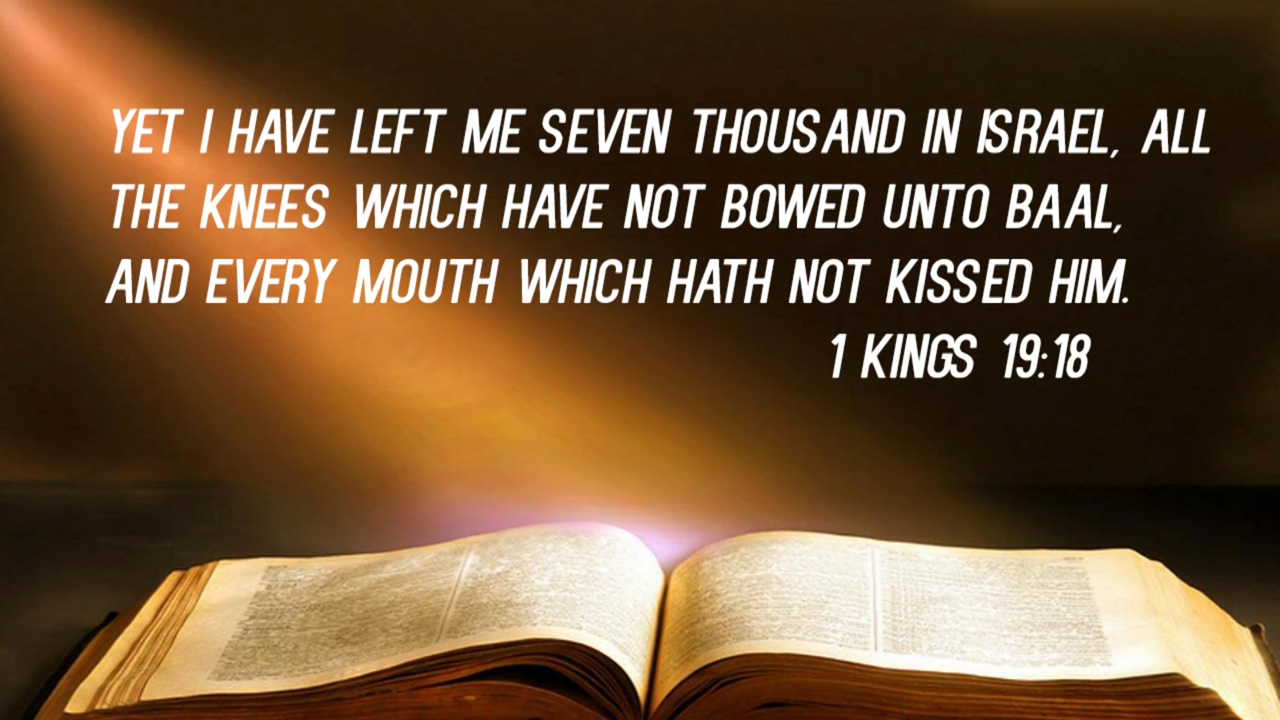 YET I HAVE LEFT ME SEVEN THOUSAND IN ISRAEL, ALL
THE KNEES WHICH HAVE NOT BOWED UNTO BAAL,
AND EVERY MOUTH WHICH HATH NOT KISSED HIM.
1 KINGS 19:18